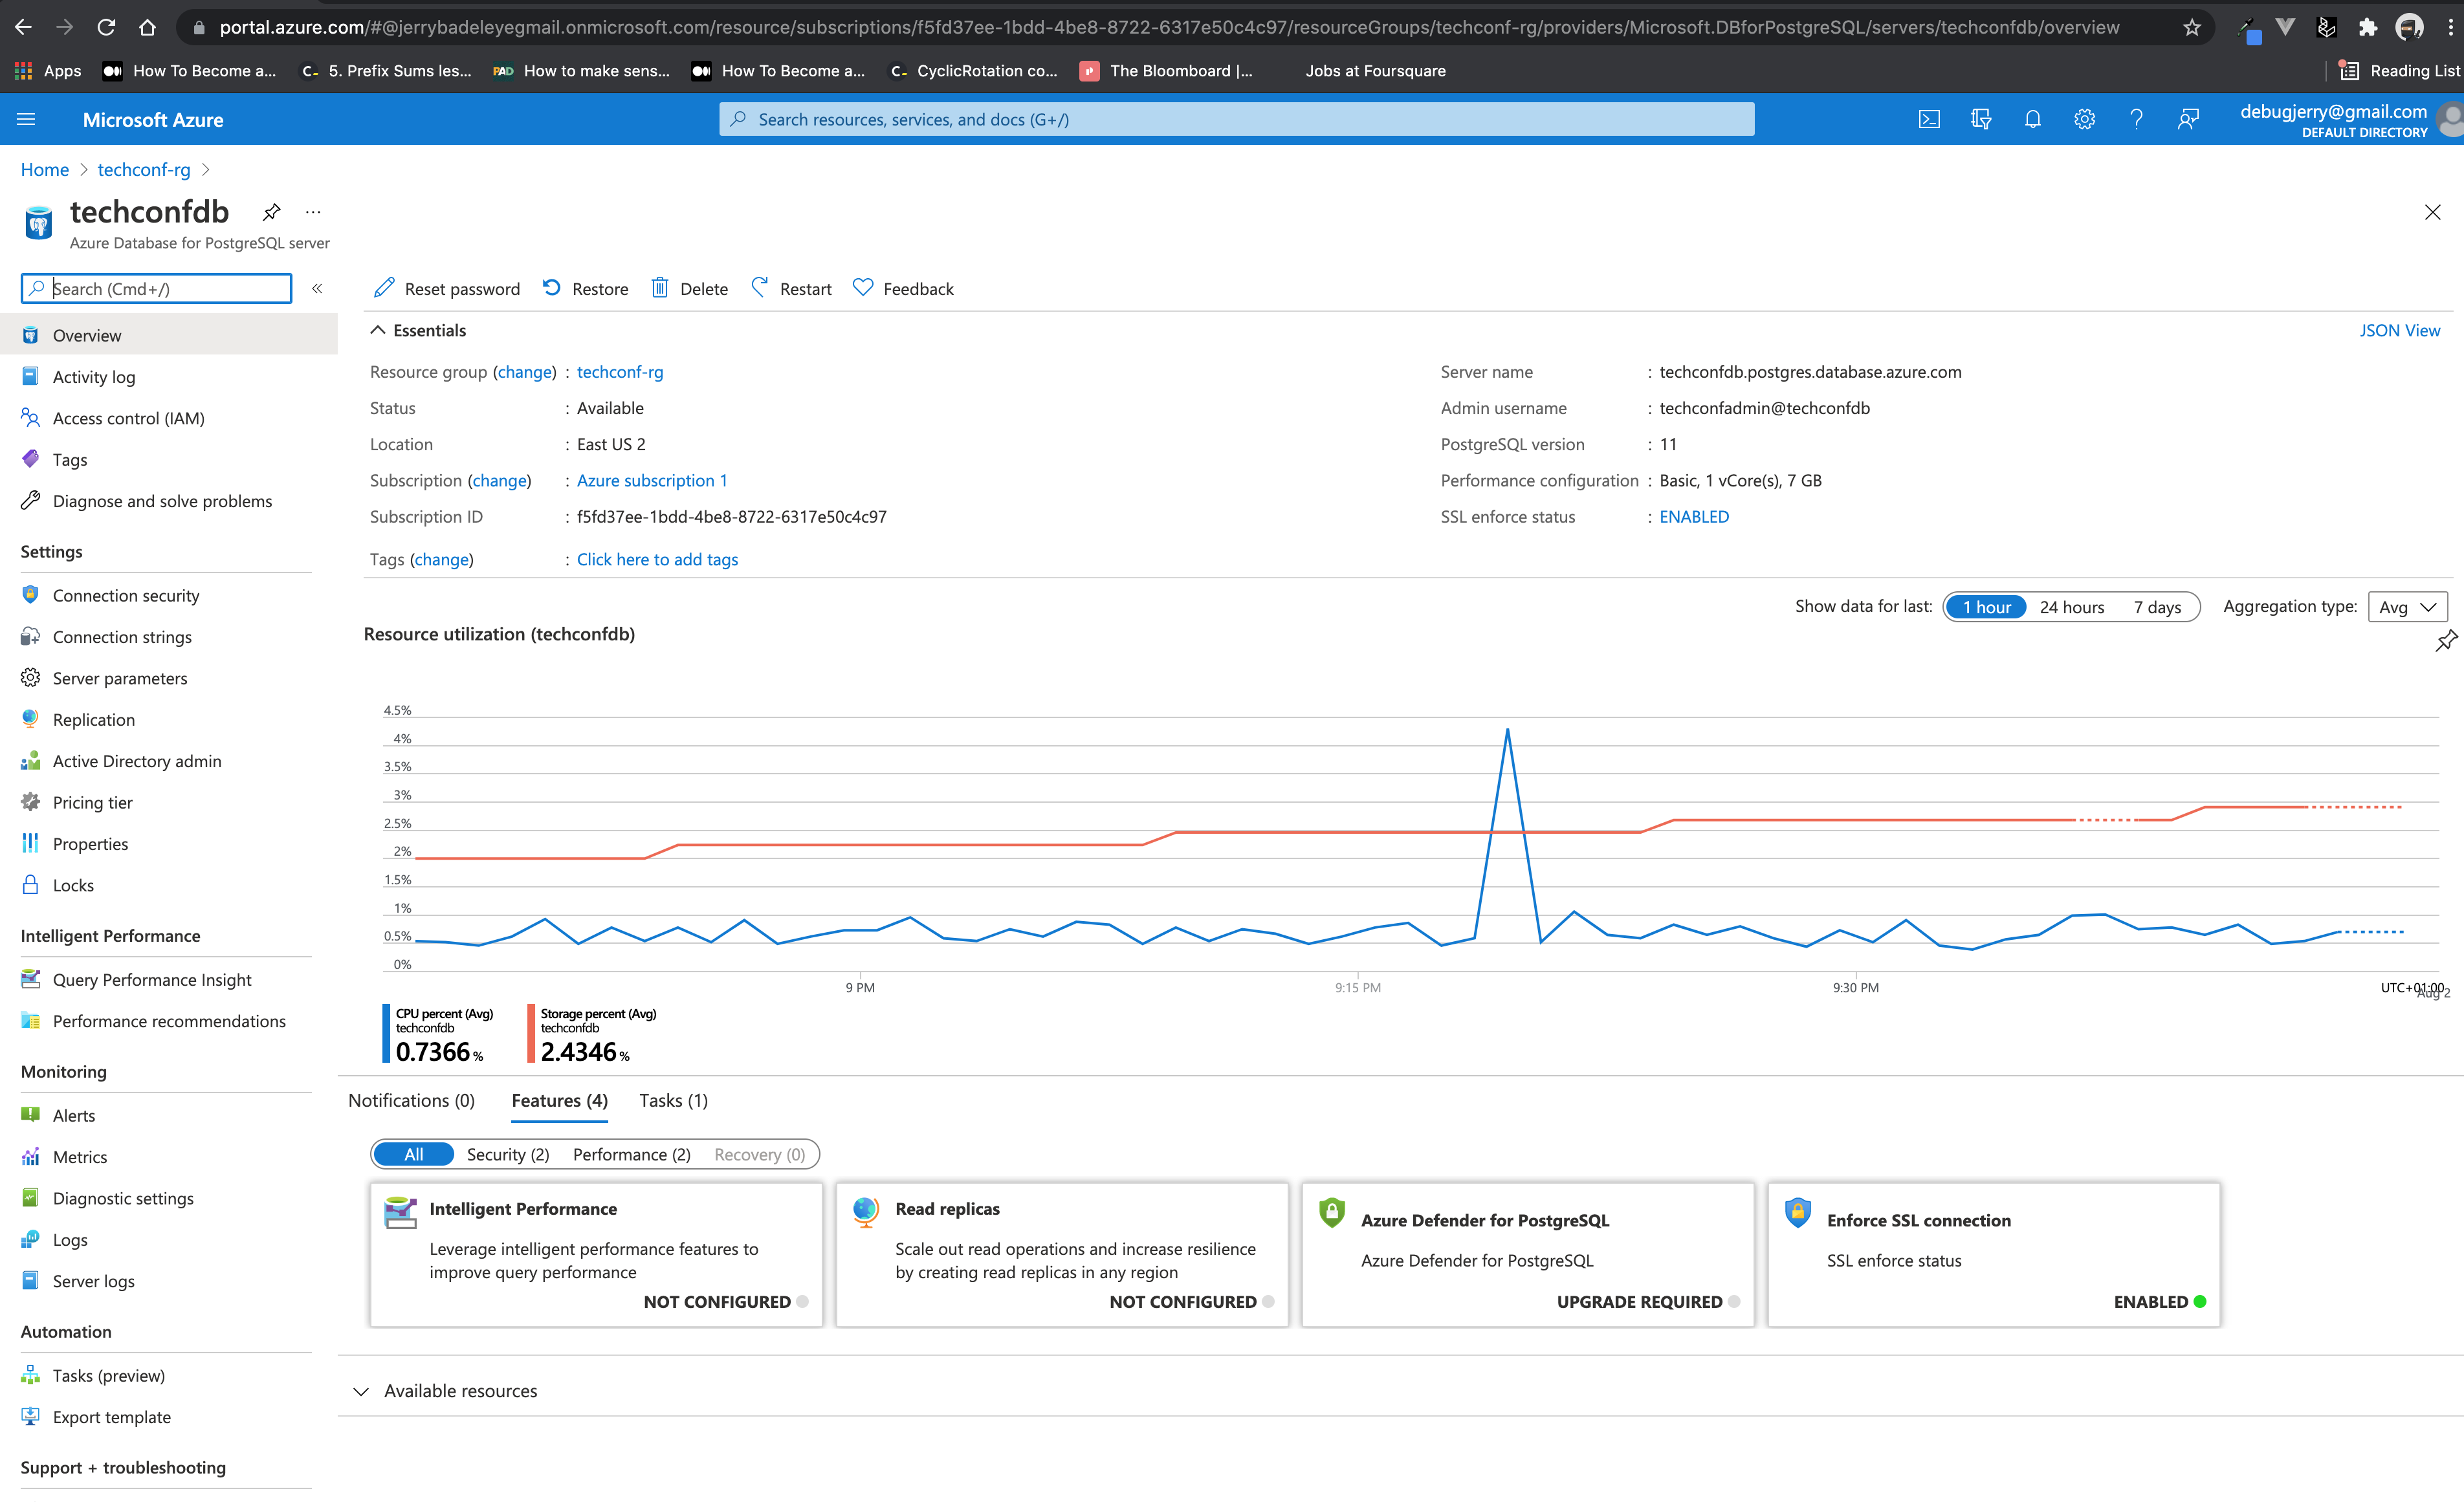 portal.azure.com/#@jerrybadeleyegmail.onmicrosoft.com/resource/subscriptions/f5fd37ee-1bdd-4be8-8722-6317e50c4c97/resourceGroups/techconf-rg/providers/Microsoft.DBforPostgreSQL/servers/techconfdb/overview
Apps How To Become a... C. 5. Prefix Sums les... PAD How to make sens... How To Become a... C. CyclicRotation co... The Bloomboard |... Jobs at Foursquare Reading List
Microsoft Azure
Search resources, services, and docs (G+/)
debugjerry@gmail.com
DEFAULT DIRECTORY
Home > techconf-rg >
techconfdb ...
Azure Database for PostgreSQL server
Search (Cmd+/) «
Overview
Activity log
Access control (IAM)
Tags
Diagnose and solve problems
Settings
Connection security
Connection strings
Server parameters
Replication
Active Directory admin
Pricing tier
Properties
Locks
Intelligent Performance
Query Performance Insight
Performance recommendations
Monitoring
Alerts
Metrics
Diagnostic settings
Logs
Server logs
Automation
Tasks (preview)
Export template
Support + troubleshooting
Reset password Restore Delete Restart Feedback
Essentials
JSON View
Resource group (change) : techconf-rg
Status : Available
Location : East US 2
Subscription (change) : Azure subscription 1
Subscription ID : f5fd37ee-1bdd-4be8-8722-6317e50c4c97
Tags (change) : Click here to add tags
Server name : techconfdb.postgres.database.azure.com
Admin username : techconfadmin@techconfdb
PostgreSQL version : 11
Performance configuration : Basic, 1 vCore(s), 7 GB
SSL enforce status : ENABLED
Show data for last: 1 hour 24 hours 7 days Aggregation type: Avg
Resource utilization (techconfdb)
4.5%
4%
3.5%
3%
2.5%
2%
1.5%
1%
0.5%
0%
9 PM 9:15 PM 9:30 PM UTC+01:00
Aug 2
CPU percent (Avg)
techconfdb
0.7366 %
Storage percent (Avg)
techconfdb
2.4346 %
Notifications (0) Features (4) Tasks (1)
All Security (2) Performance (2) Recovery (0)
Intelligent Performance
Leverage intelligent performance features to
improve query performance
NOT CONFIGURED
Read replicas
Scale out read operations and increase resilience
by creating read replicas in any region
NOT CONFIGURED
Azure Defender for PostgreSQL
Azure Defender for PostgreSQL
UPGRADE REQUIRED
Enforce SSL connection
SSL enforce status
ENABLED
Available resources